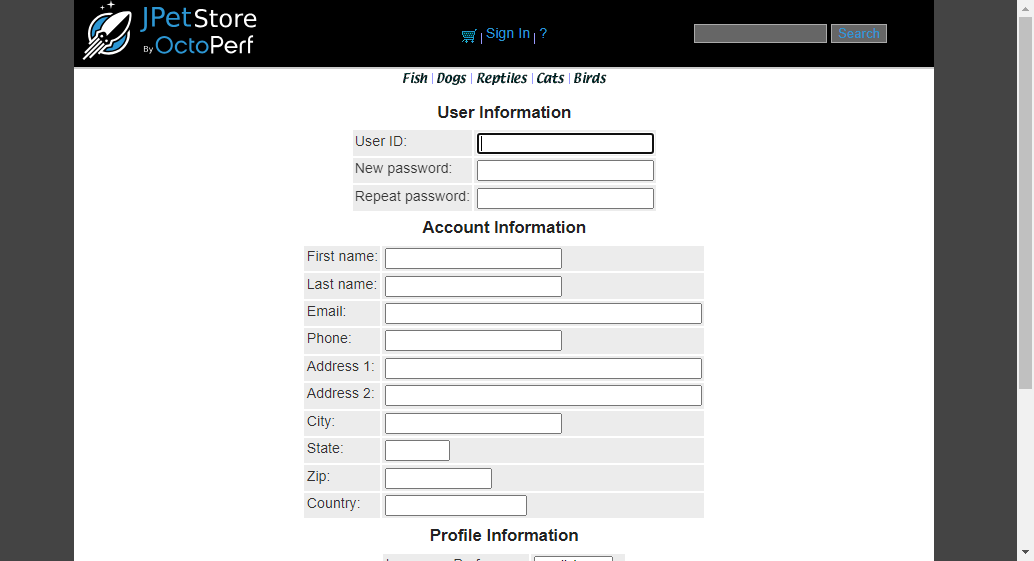 JPetStore
By OctoPerf
Sign In ?
Search
Fish Dogs Reptiles Cats Birds
User Information
User ID:
New password:
Repeat password:
Account Information
First name:
Last name:
Email:
Phone:
Address 1:
Address 2:
City:
State:
Zip:
Country:
Profile Information